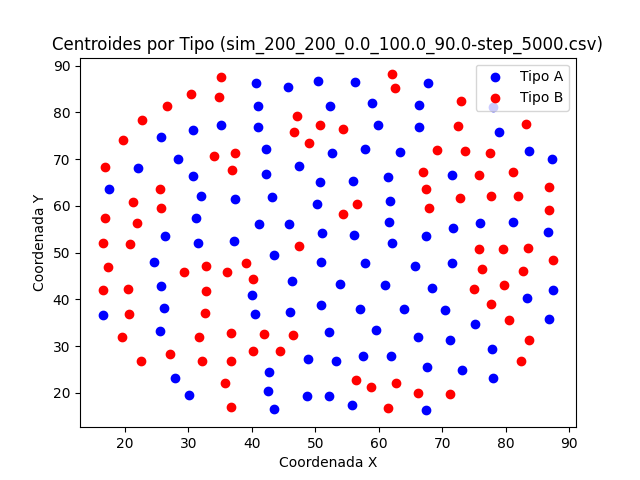 Centroides por Tipo (sim_200_200_0.0_100.0_90.0-step_5000.csv)
Tipo A
Tipo B
90
80
70
60
50
40
30
20
Coordenada Y
20 30 40 50 60 70 80 90
Coordenada X